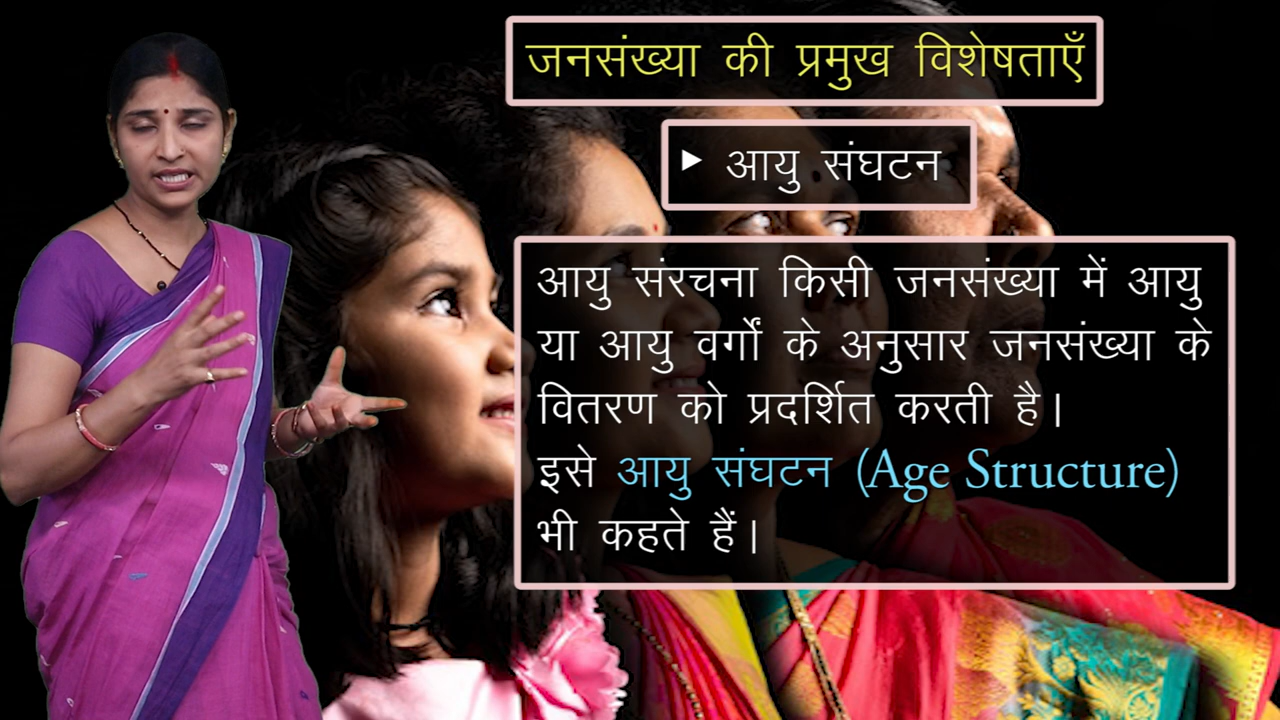 जनसंख्या की प्रमुख विशेषताएँ
▶ आयु संघटन
आयु संरचना किसी जनसंख्या में आयु
या आयु वर्गों के अनुसार जनसंख्या के
वितरण को प्रदर्शित करती है।
इसे आयु संघटन (Age Structure)
भी कहते हैं।